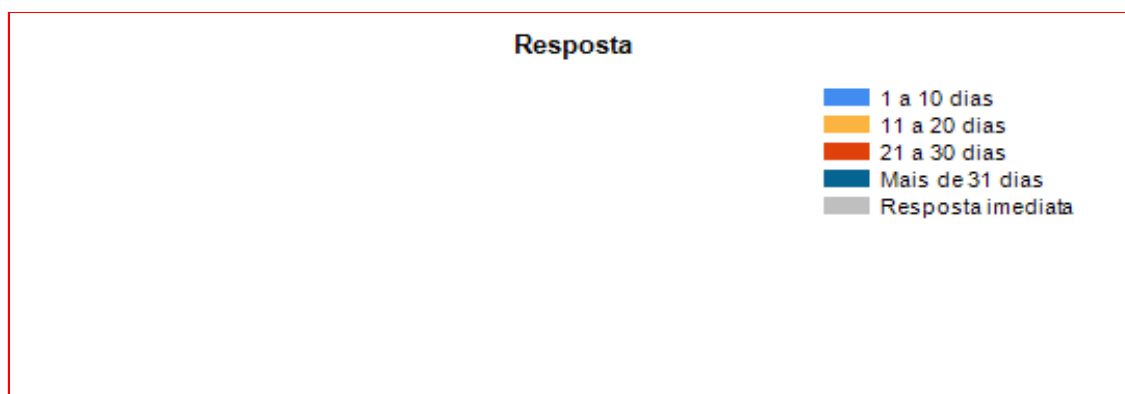 Resposta
1 a 10 dias
11 a 20 dias
21 a 30 dias
Mais de 31 dias
Resposta imediata